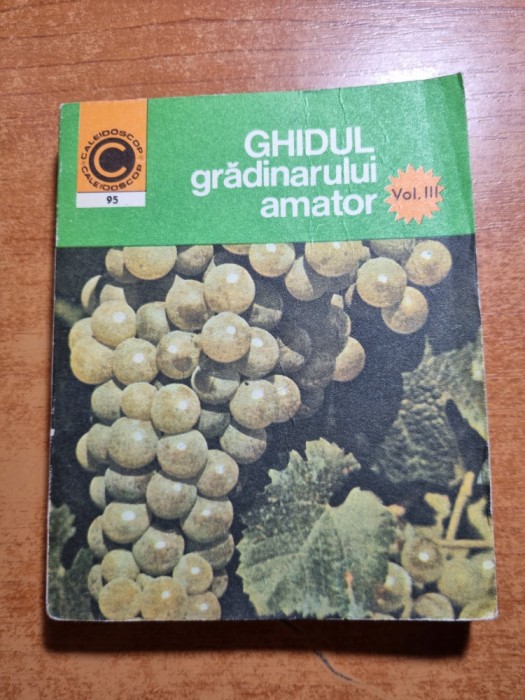 CALEIDOSCOP
C
CALEIDOSCOP
95
GHIDUL
grădinarului
amator
Vol. III